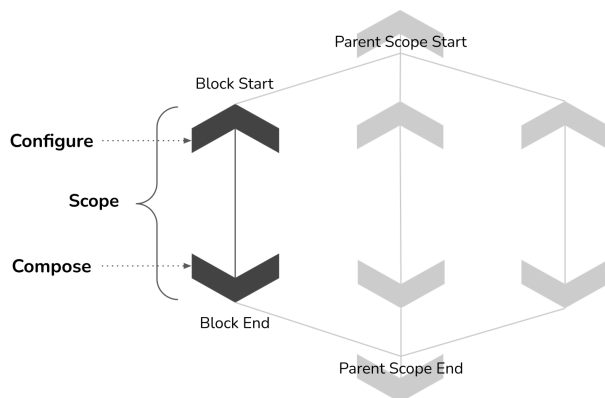 Parent Scope Start
Block Start
Configure
Scope
Compose
Block End
Parent Scope End